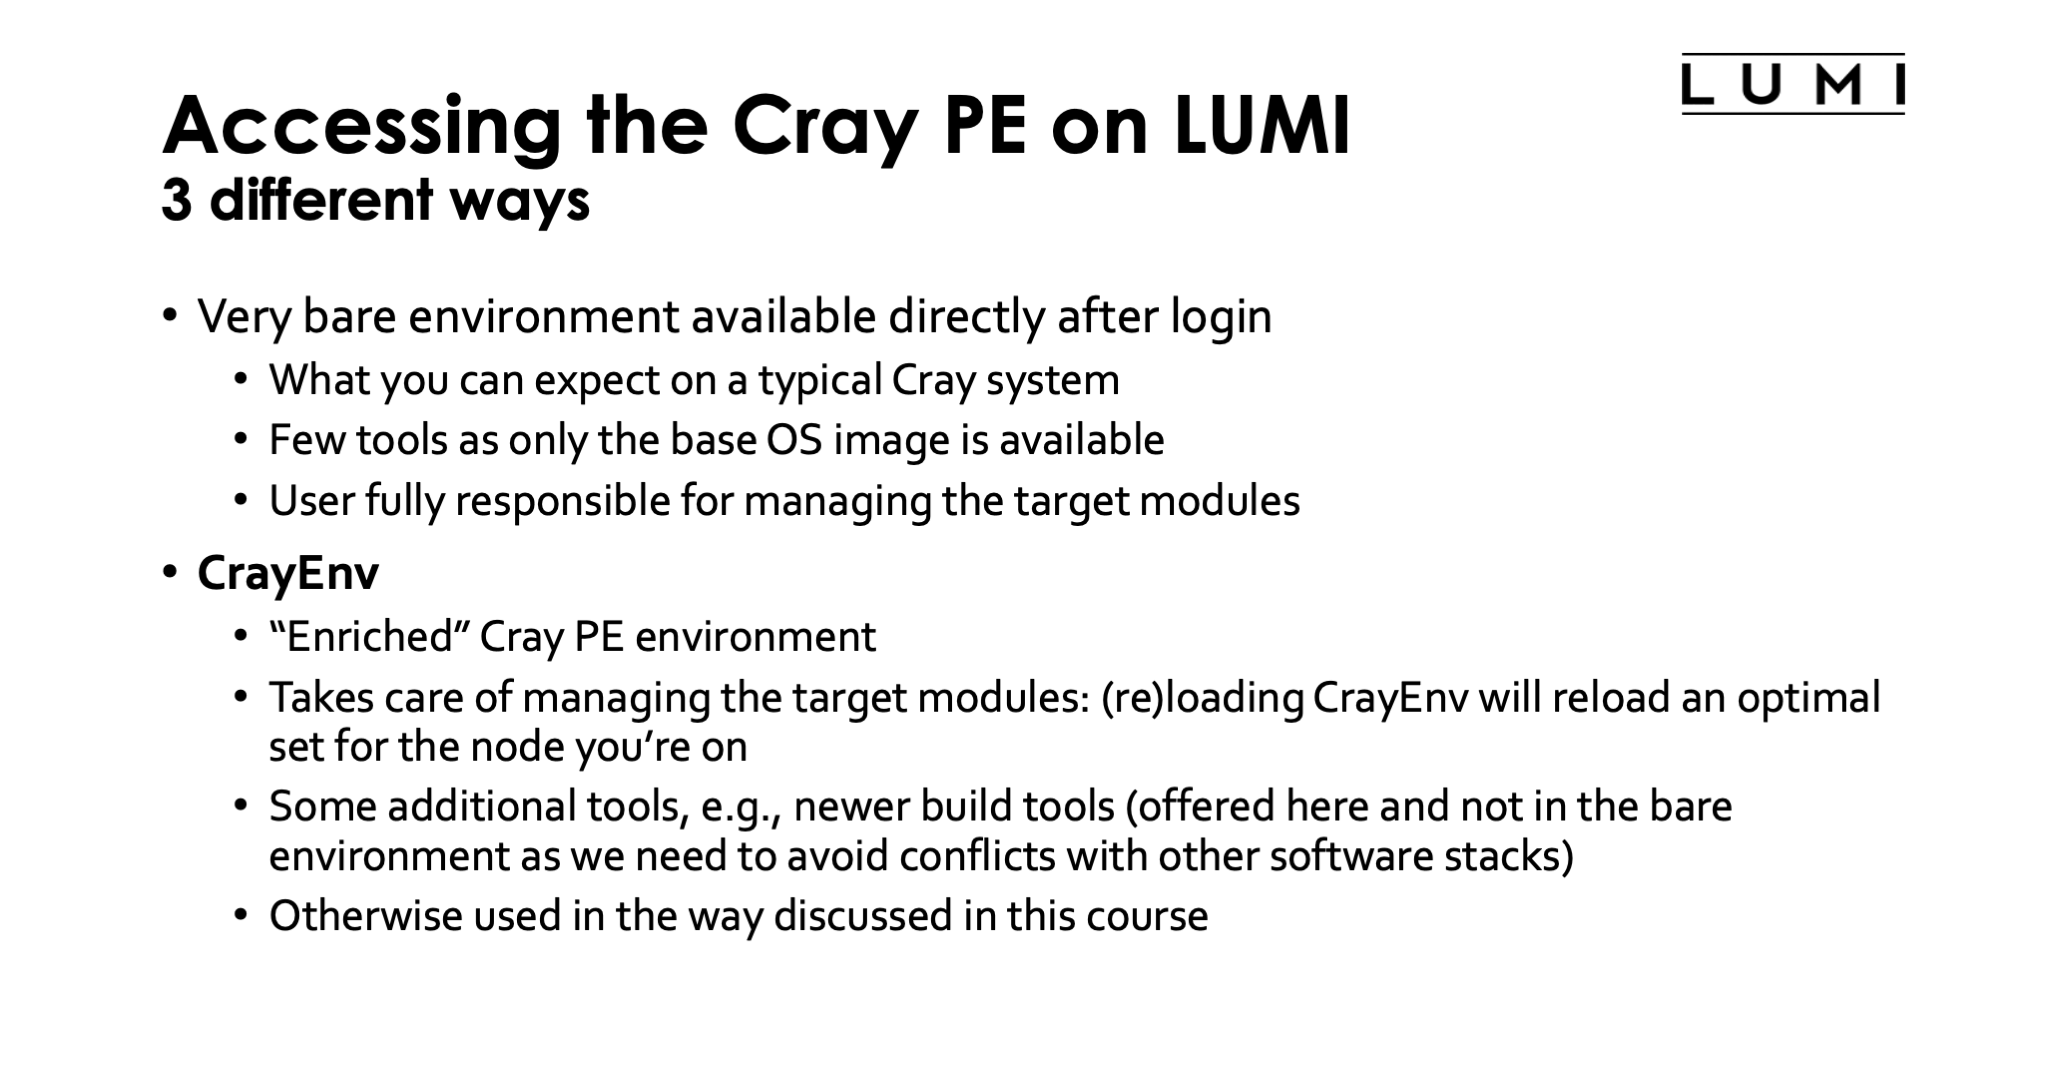 LUMI
Accessing the Cray PE on LUMI
3 different ways
• Very bare environment available directly after login
• What you can expect on a typical Cray system
• Few tools as only the base OS image is available
• User fully responsible for managing the target modules
• CrayEnv
• “Enriched” Cray PE environment
• Takes care of managing the target modules: (re)loading CrayEnv will reload an optimal
set for the node you’re on
• Some additional tools, e.g., newer build tools (offered here and not in the bare
environment as we need to avoid conflicts with other software stacks)
• Otherwise used in the way discussed in this course